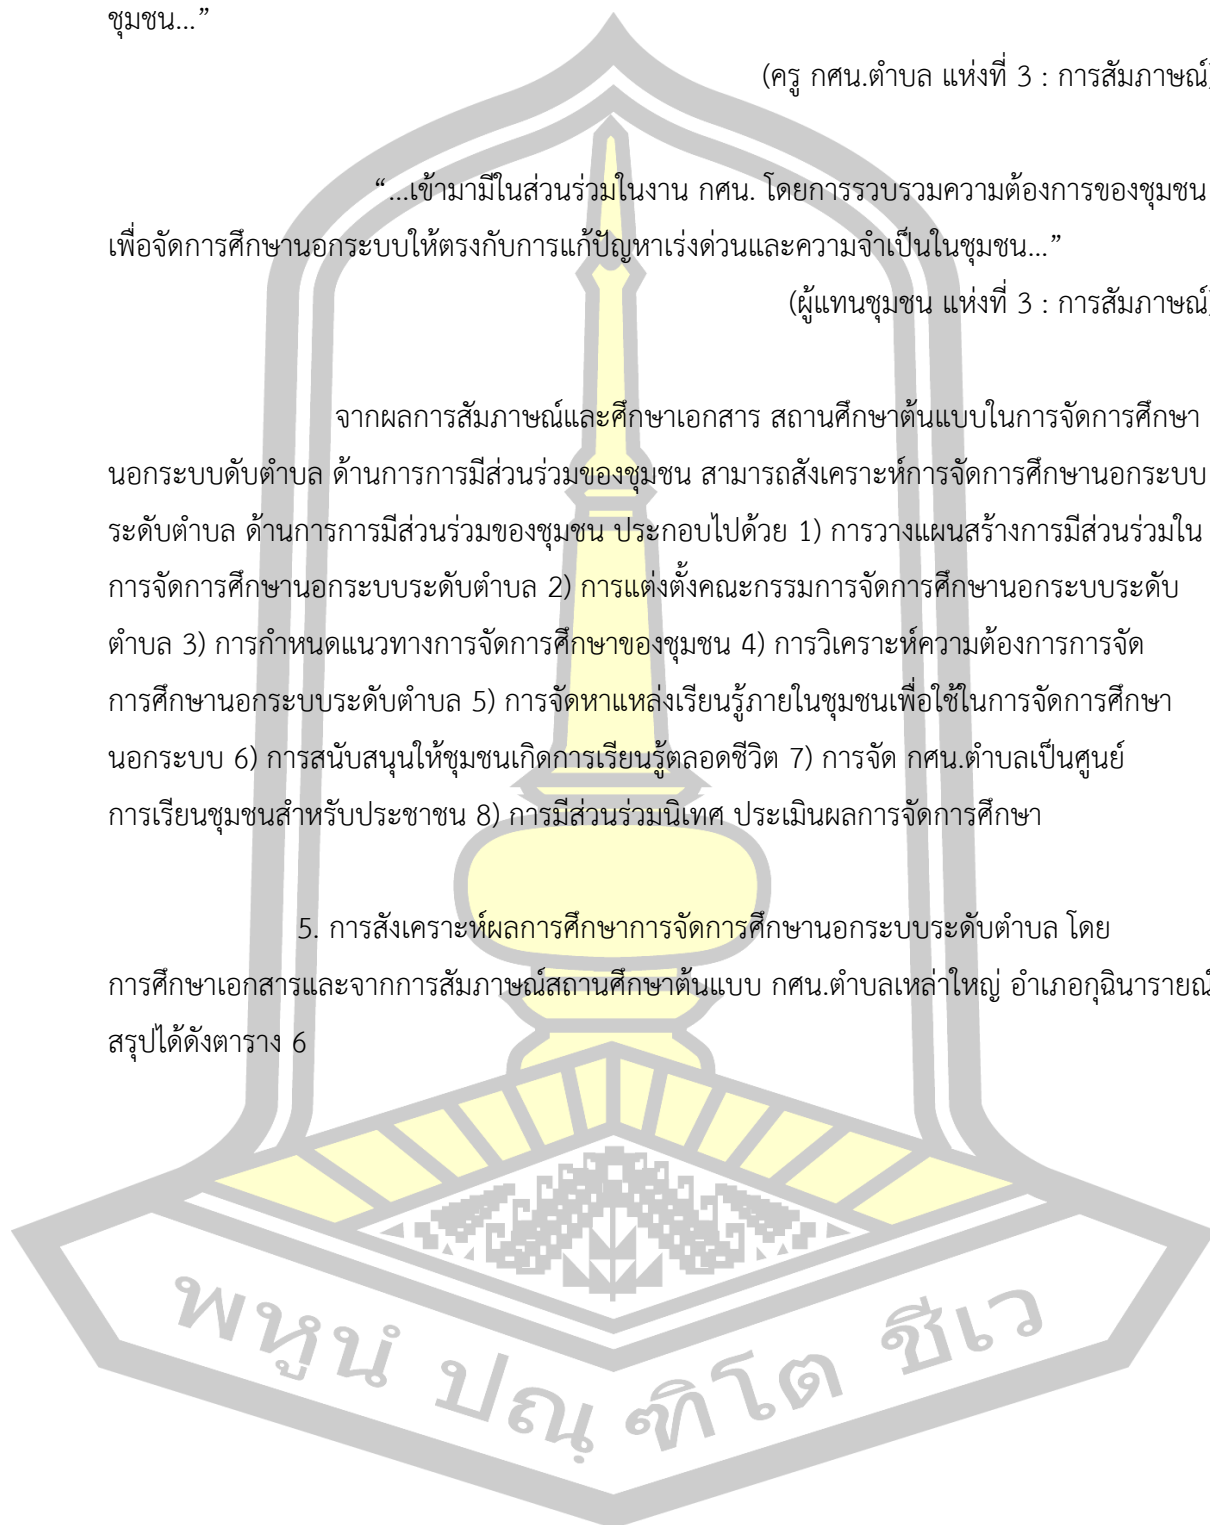 ชุมชน...”
(ครู กศน.ตำบล แห่งที่ 3 : การสัมภาษณ์)
“...เข้ามามีในส่วนร่วมในงาน กศน. โดยการรวบรวมความต้องการของชุมชน
เพื่อจัดการศึกษานอกระบบให้ตรงกับการแก้ปัญหาเร่งด่วนและความจำเป็นในชุมชน...”
(ผู้แทนชุมชน แห่งที่ 3 : การสัมภาษณ์)
จากผลการสัมภาษณ์และศึกษาเอกสาร สถานศึกษาต้นแบบในการจัดการศึกษา
นอกระบบดับตำบล ด้านการการมีส่วนร่วมของชุมชน สามารถสังเคราะห์การจัดการศึกษานอกระบบ
ระดับตำบล ด้านการการมีส่วนร่วมของชุมชน ประกอบไปด้วย 1) การวางแผนสร้างการมีส่วนร่วมใน
การจัดการศึกษานอกระบบระดับตำบล 2) การแต่งตั้งคณะกรรมการจัดการศึกษานอกระบบระดับ
ตำบล 3) การกำหนดแนวทางการจัดการศึกษาของชุมชน 4) การวิเคราะห์ความต้องการการจัด
การศึกษานอกระบบระดับตำบล 5) การจัดหาแหล่งเรียนรู้ภายในชุมชนเพื่อใช้ในการจัดการศึกษา
นอกระบบ 6) การสนับสนุนให้ชุมชนเกิดการเรียนรู้ตลอดชีวิต 7) การจัด กศน.ตำบลเป็นศูนย์
การเรียนชุมชนสำหรับประชาชน 8) การมีส่วนร่วมนิเทศ ประเมินผลการจัดการศึกษา
5. การสังเคราะห์ผลการศึกษาการจัดการศึกษานอกระบบระดับตำบล โดย
การศึกษาเอกสารและจากการสัมภาษณ์สถานศึกษาต้นแบบ กศน.ตำบลเหล่าใหญ่ อำเภอกุฉินารายณ์
สรุปได้ดังตาราง 6
พหูนํ ปณฺฑิโต ชีเว